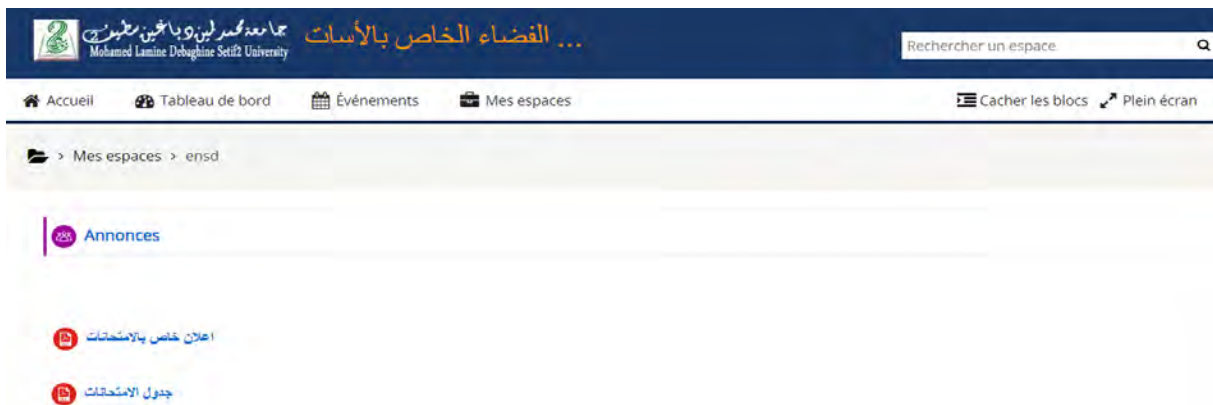 جامعة محمد لمين دباغين سطيف2
Mohamed Lamine Debaghine Setif2 University
الفضاء الخاص بالأسات ...
Rechercher un espace
Accueil Tableau de bord Événements Mes espaces Cacher les blocs Plein écran
> Mes espaces > ensd
Annonces
اعلان خاص بالامتحانات
جدول الامتحانات